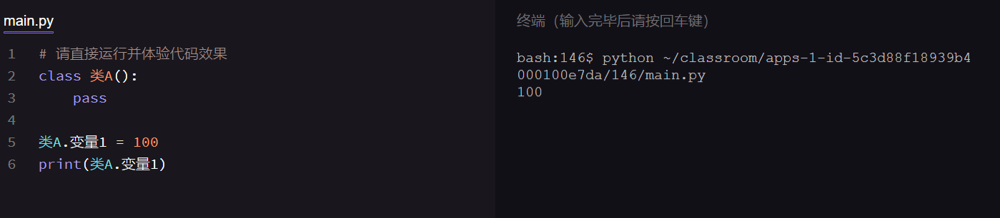 main.py
1 # 请直接运行并体验代码效果
2 class 类A():
3     pass
4
5 类A.变量1 = 100
6 print(类A.变量1)
终端（输入完毕后请按回车键）
bash:146$ python ~/classroom/apps-1-id-5c3d88f18939b4
000100e7da/146/main.py
100